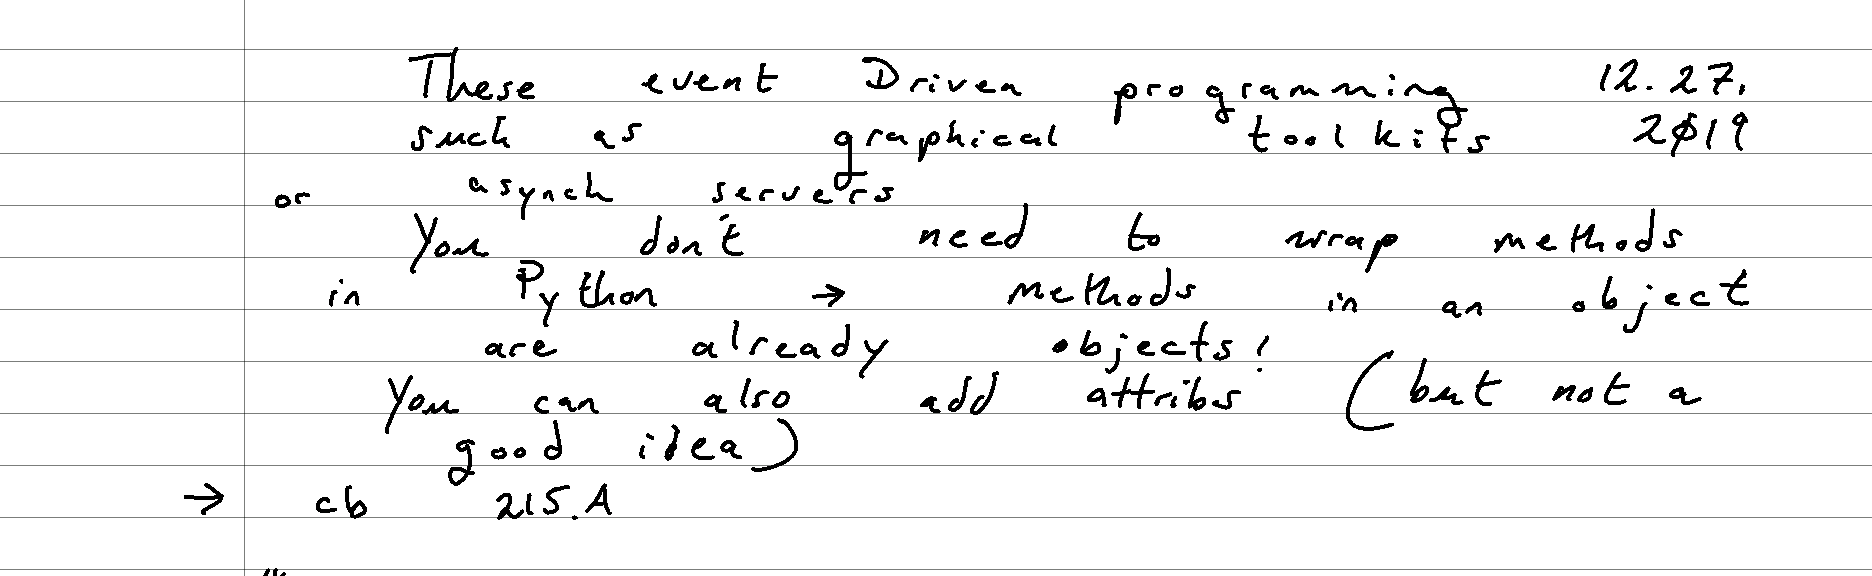 These event Driven programming 12.27.
such as graphical toolkits 2019
or asynch servers
You don't need to wrap methods
in Python → methods in an object
are already objects!
You can also add attribs (but not a
good idea)
→ cb 215.A